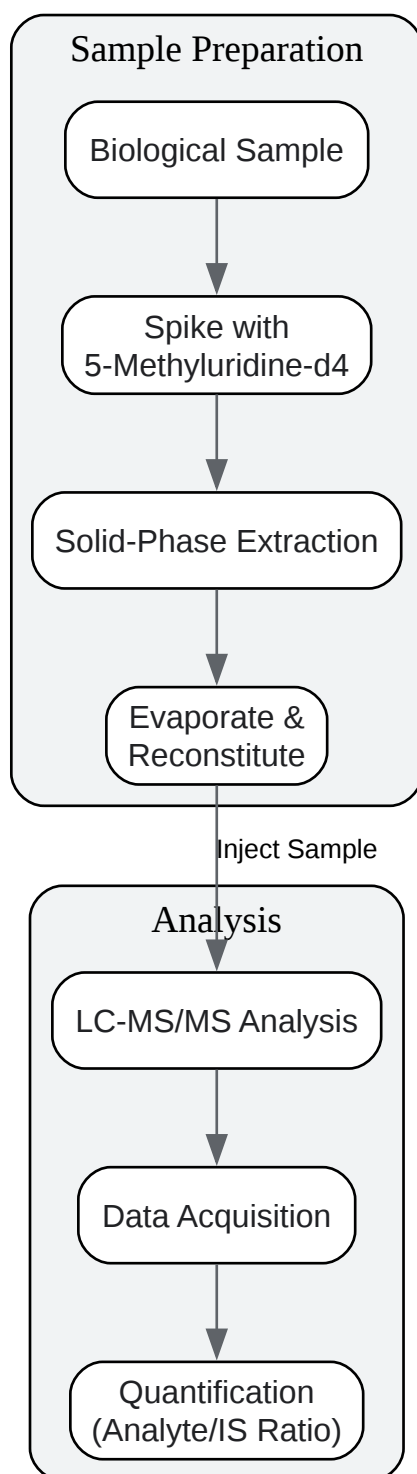 Sample Preparation
Biological Sample
Spike with
5-Methyluridine-d4
Solid-Phase Extraction
Evaporate &
Reconstitute
Inject Sample
Analysis
LC-MS/MS Analysis
Data Acquisition
Quantification
(Analyte/IS Ratio)